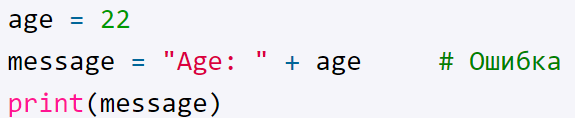 age = 22
message = "Age: " + age     # Ошибка
print(message)